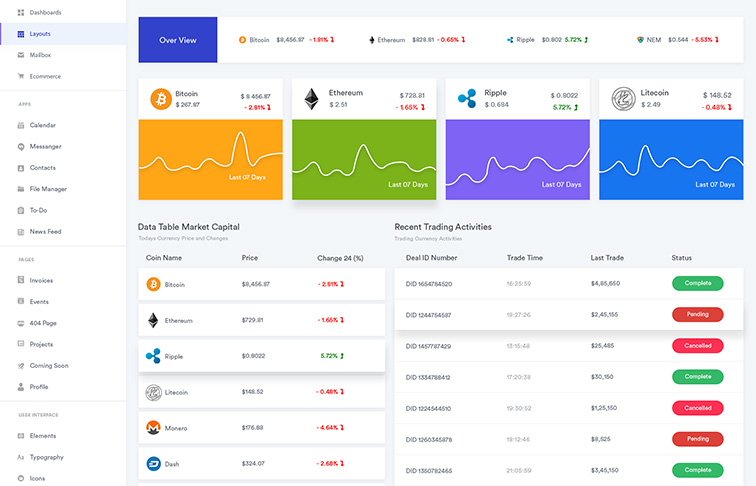 Dashboards
Layouts
Mailbox
Ecommerce
APPS
Calendar
Messanger
Contacts
File Manager
To-Do
News Feed
PAGES
Invoices
Events
404 Page
Projects
Coming Soon
Profile
USER INTERFACE
Elements
Aa Typography
Icons
Over View
Bitcoin $8,456.87 - 1.91%
Ethereum $828.81 - 0.65%
Ripple $0.802 5.72%
NEM $0.544 - 5.53%
Bitcoin $ 8 456.87
$ 267.87 - 2.81%
Last 07 Days
Ethereum $ 728.81
$ 2.51 - 1.65%
Last 07 Days
Ripple $ 0.8022
$ 0.684 5.72%
Last 07 Days
Litecoin $ 148.52
$ 2.49 - 0.48%
Last 07 Days
Data Table Market Capital
Todays Currency Price and Changes
Coin Name Price Change 24 (%)
Bitcoin $8,456.87 - 2.81%
Ethereum $729.81 - 1.65%
Ripple $0.8022 5.72%
Litecoin $148.52 - 0.48%
Monero $176.88 - 4.64%
Dash $324.07 - 2.68%
Recent Trading Activities
Trading Currency Activities
Deal ID Number Trade Time Last Trade Status
DID 1654784520 16:25:59 $4,85,650 Complete
DID 1244754587 19:27:26 $2,45,155 Pending
DID 1457787429 13:15:48 $25,485 Cancelled
DID 1334788412 17:20:38 $30,150 Complete
DID 1224544510 19:30:52 $1,25,150 Cancelled
DID 1260345878 18:12:46 $8,525 Pending
DID 1350782465 21:05:59 $3,45,150 Complete